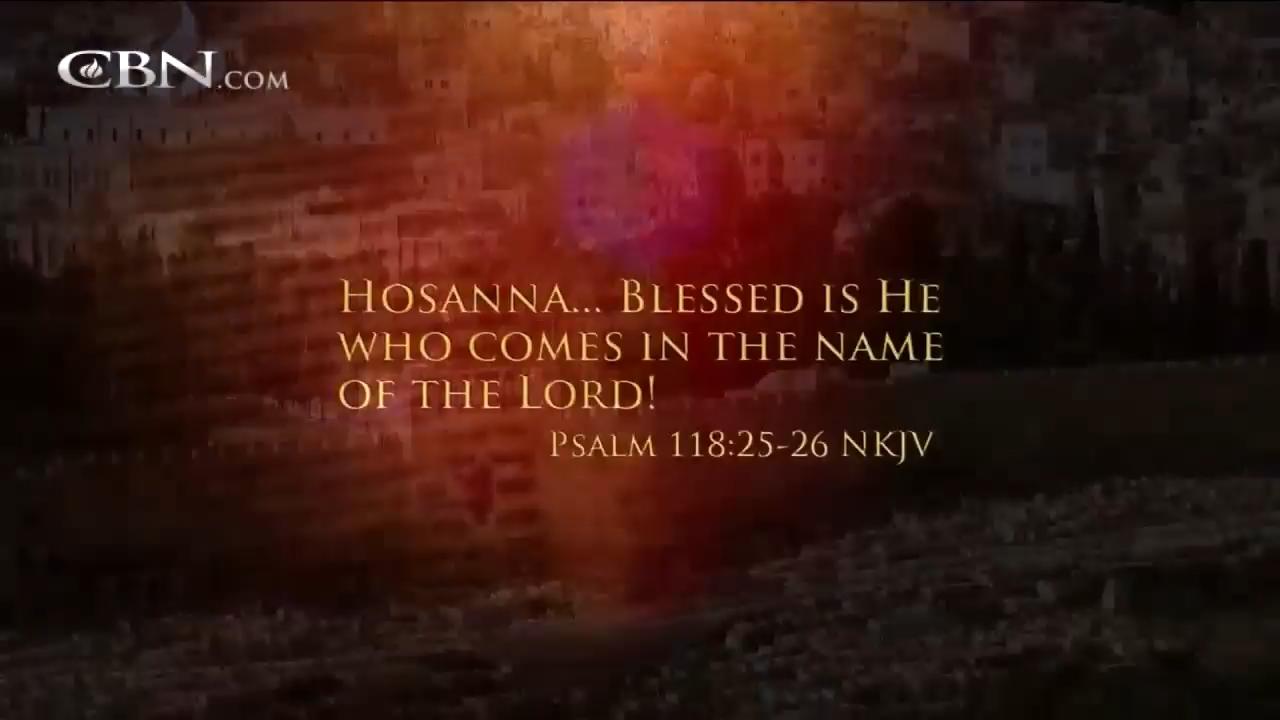 CBN.COM
HOSANNA... BLESSED IS HE
WHO COMES IN THE NAME
OF THE LORD!
PSALM 118:25-26 NKJV